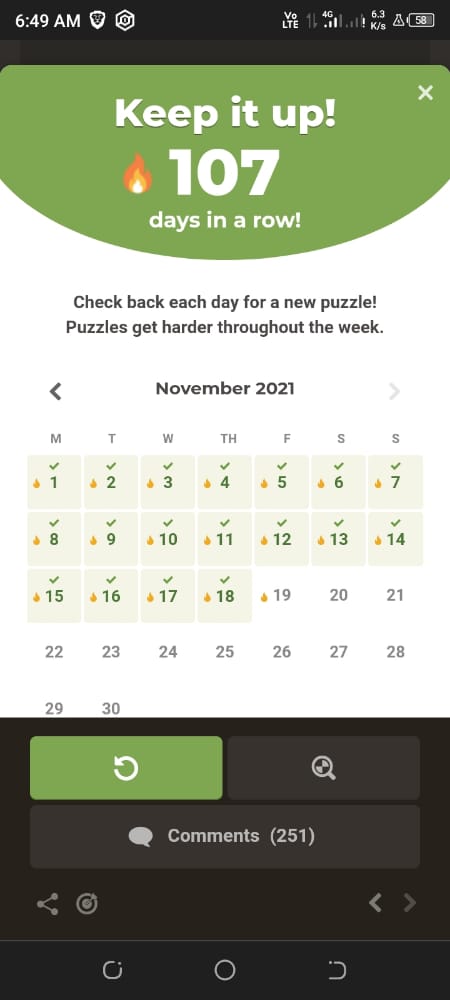 6:49 AM Vo LTE 4G 6.3 K/s 58
Keep it up!
107
days in a row!
Check back each day for a new puzzle!
Puzzles get harder throughout the week.
November 2021
M T W TH F S S
1 2 3 4 5 6 7
8 9 10 11 12 13 14
15 16 17 18 19 20 21
22 23 24 25 26 27 28
29 30
Comments (251)